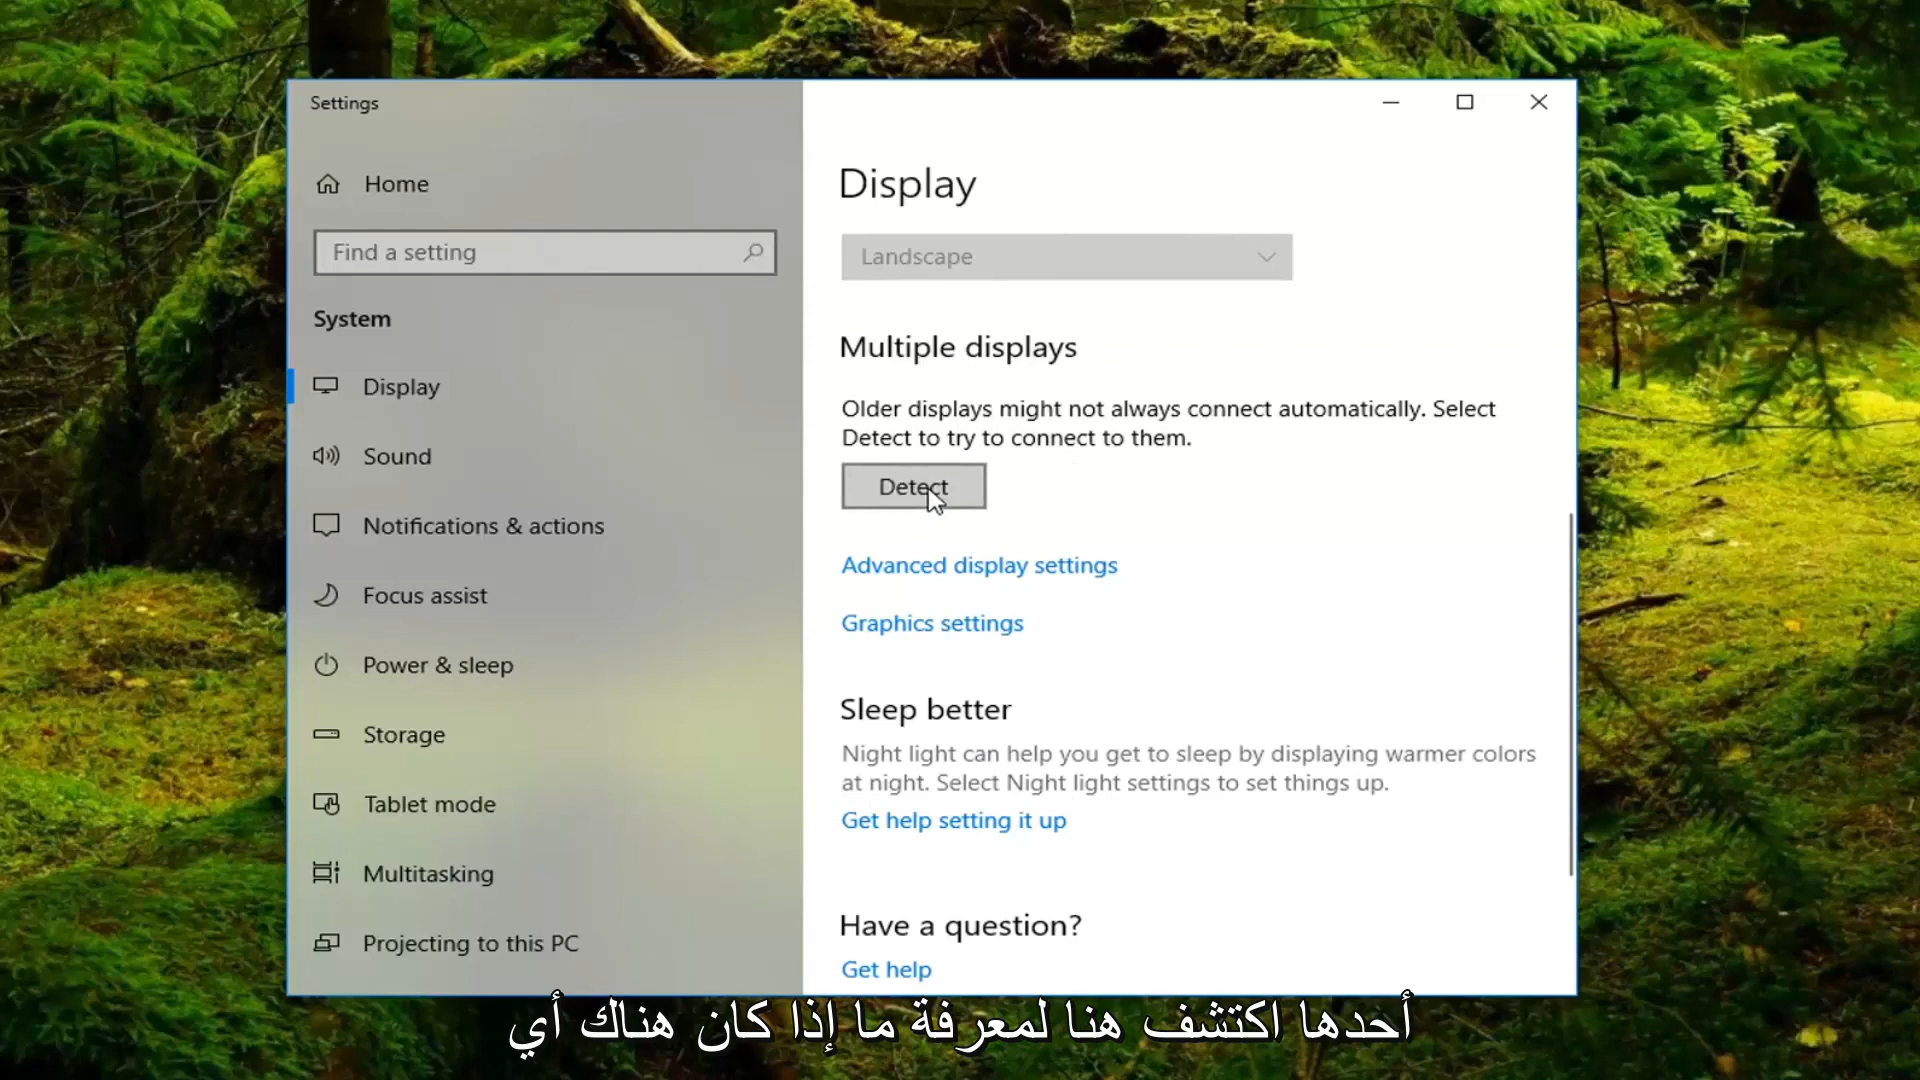 Settings
Home
Find a setting
System
Display
Sound
Notifications & actions
Focus assist
Power & sleep
Storage
Tablet mode
Multitasking
Projecting to this PC
Display
Landscape
Multiple displays
Older displays might not always connect automatically. Select
Detect to try to connect to them.
Detect
Advanced display settings
Graphics settings
Sleep better
Night light can help you get to sleep by displaying warmer colors
at night. Select Night light settings to set things up.
Get help setting it up
Have a question?
Get help
أحدها اكتشف هنا لمعرفة ما إذا كان هناك أي